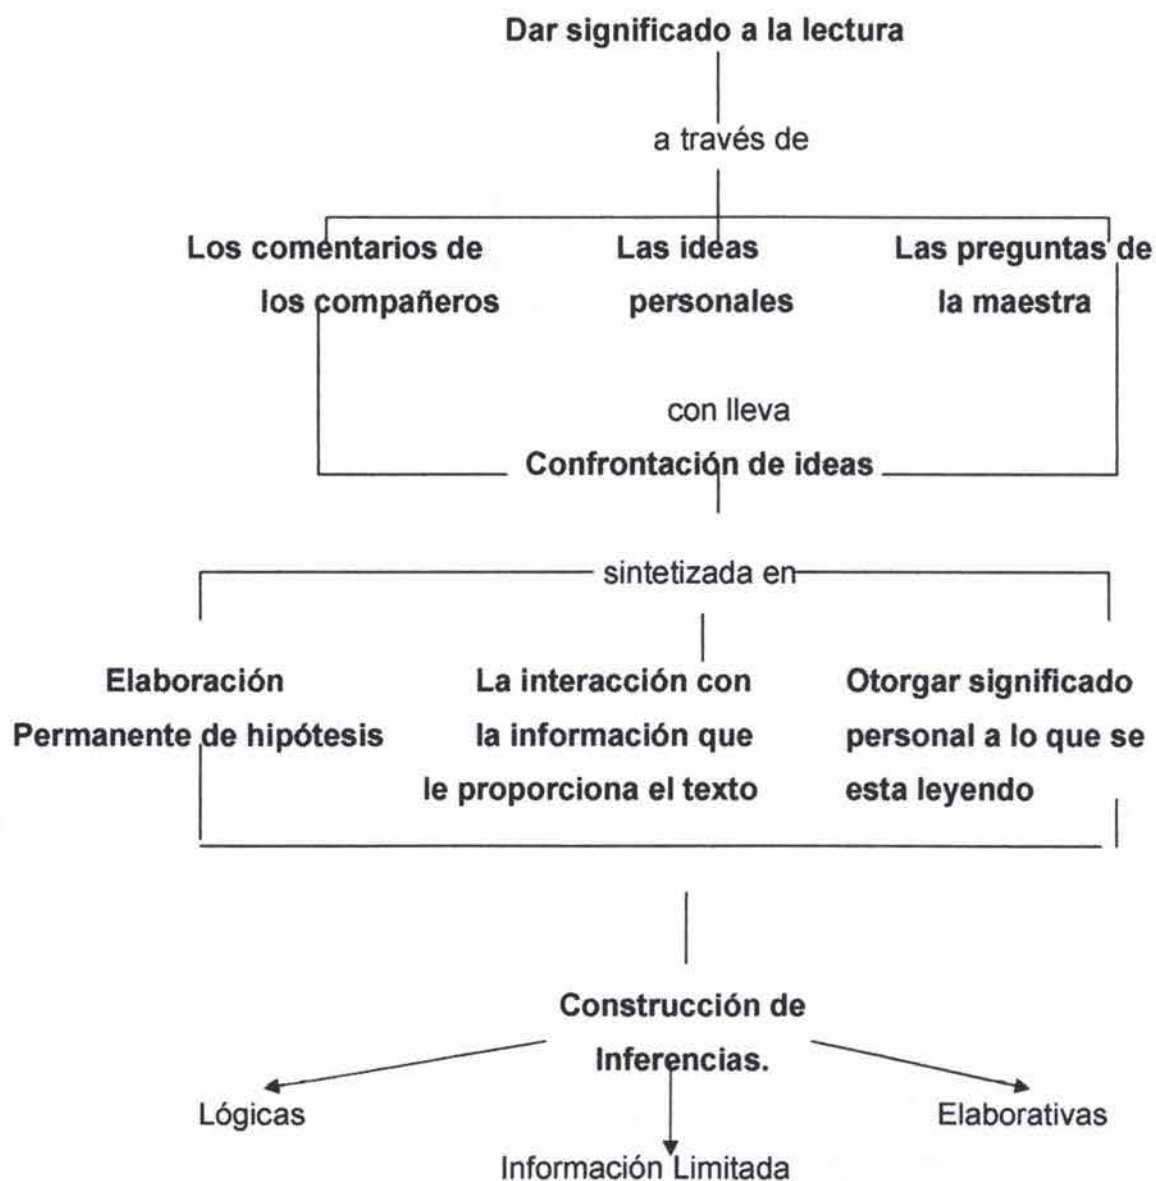 Dar significado a la lectura
a través de
Los comentarios de
los compañeros
Las ideas
personales
Las preguntas de
la maestra
con lleva
Confrontación de ideas
sintetizada en
Elaboración
Permanente de hipótesis
La interacción con
la información que
le proporciona el texto
Otorgar significado
personal a lo que se
esta leyendo
Construcción de
Inferencias.
Lógicas
Elaborativas
Información Limitada